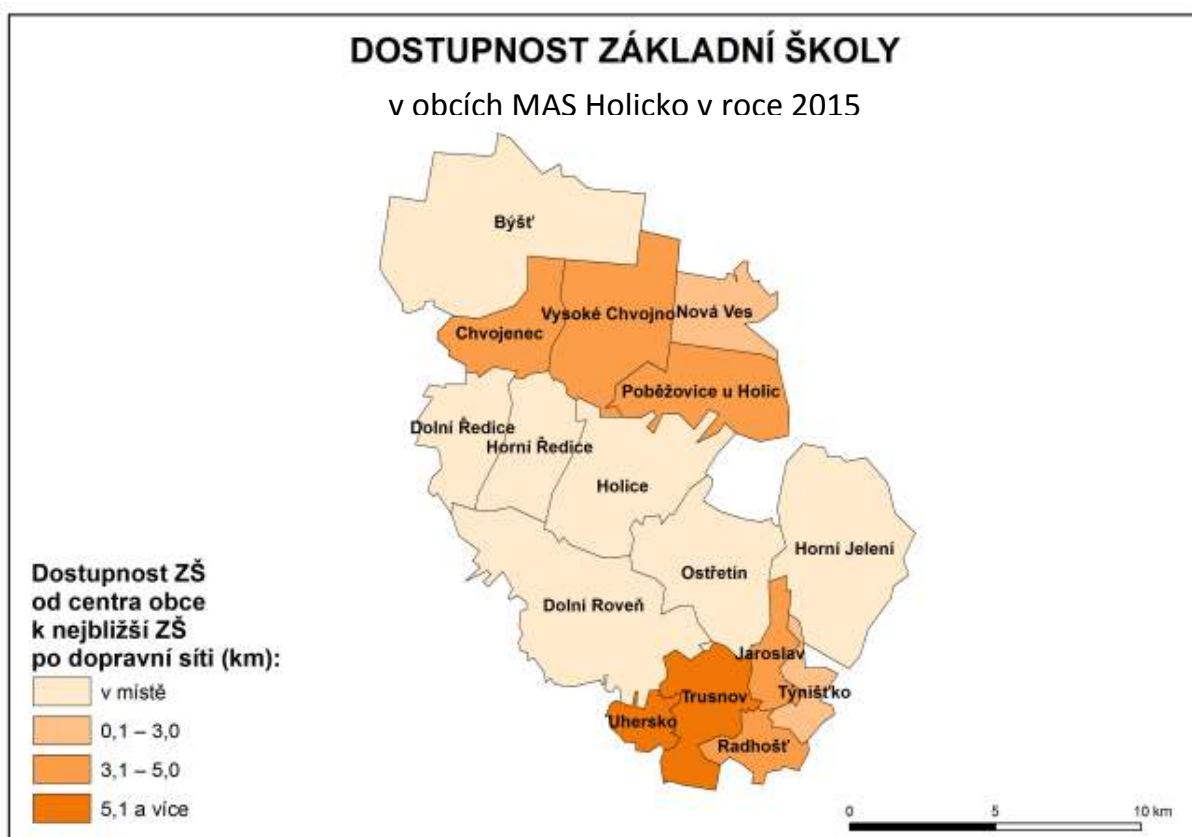 DOSTUPNOST ZÁKLADNÍ ŠKOLY
v obcích MAS Holicko v roce 2015
Býšť
Vysoké Chvojno
Nová Ves
Chvojenec
Poběžovice u Holic
Dolní Ředice
Horní Ředice
Holice
Horní Jelení
Ostřetín
Dolní Roveň
Jaroslav
Týnišťko
Trusnov
Uhersko
Radhošť
Dostupnost ZŠ
od centra obce
k nejbližší ZŠ
po dopravní síti (km):
v místě
0,1 – 3,0
3,1 – 5,0
5,1 a více
0 5 10 km